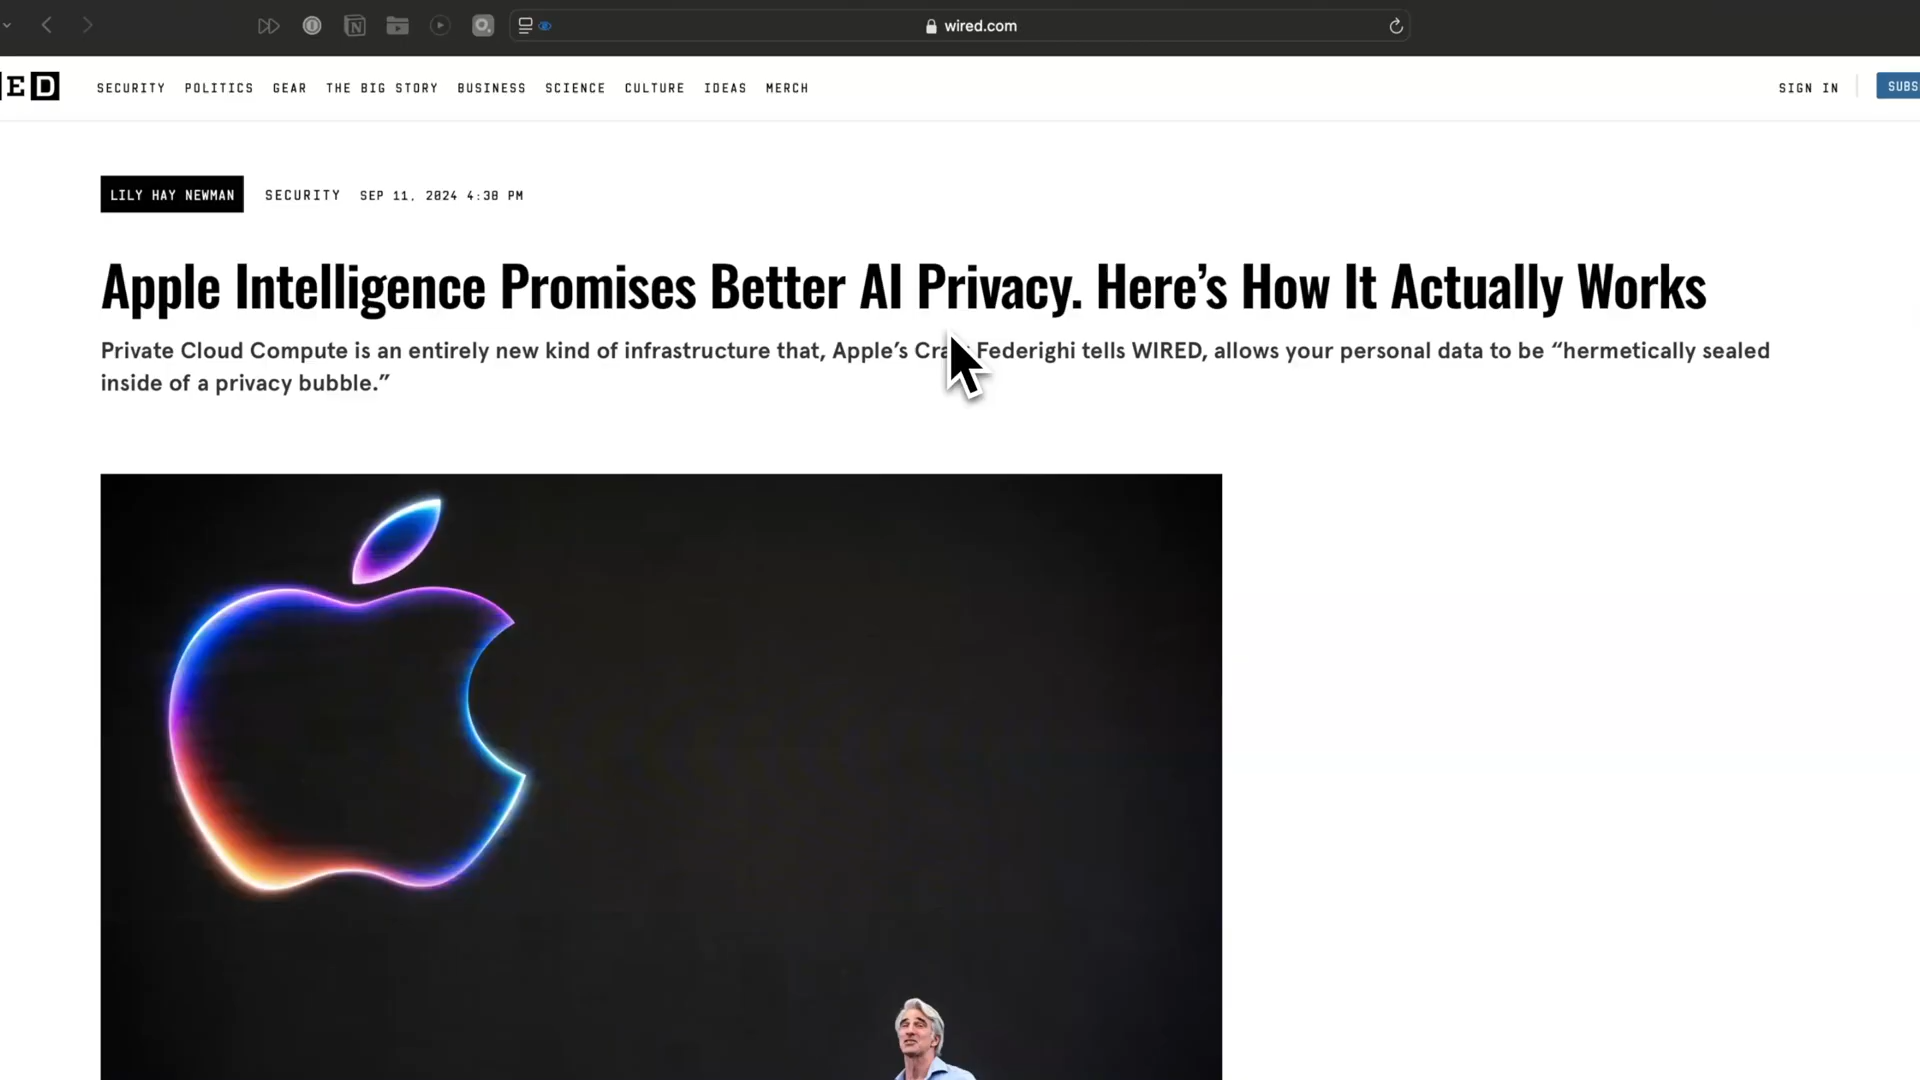 wired.com
ED
SECURITY POLITICS GEAR THE BIG STORY BUSINESS SCIENCE CULTURE IDEAS MERCH
SIGN IN
SUBS
LILY HAY NEWMAN SECURITY SEP 11, 2024 4:38 PM
Apple Intelligence Promises Better AI Privacy. Here’s How It Actually Works
Private Cloud Compute is an entirely new kind of infrastructure that, Apple’s Cra Federighi tells WIRED, allows your personal data to be “hermetically sealed
inside of a privacy bubble.”